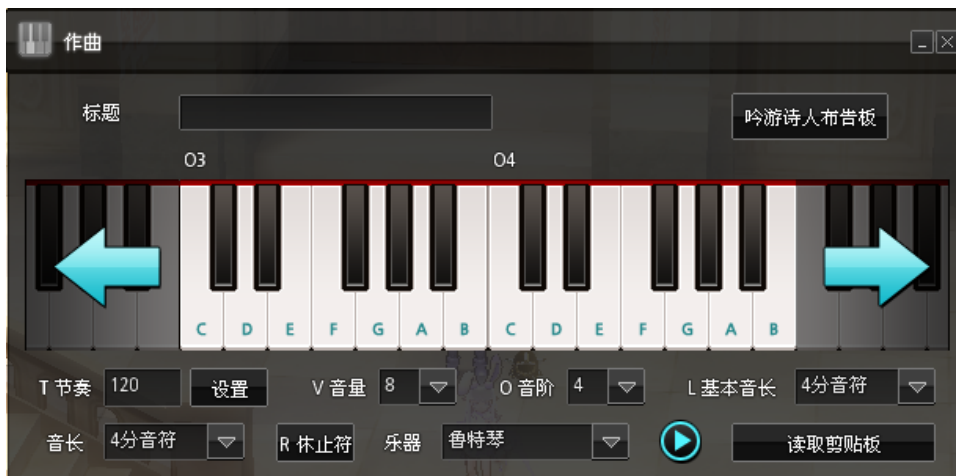 作曲
标题
吟游诗人布告板
O3 O4
C D E F G A B C D E F G A B
T 节奏 120 设置 V 音量 8 O 音阶 4 L 基本音长 4分音符
音长 4分音符 R 休止符 乐器 鲁特琴 读取剪贴板